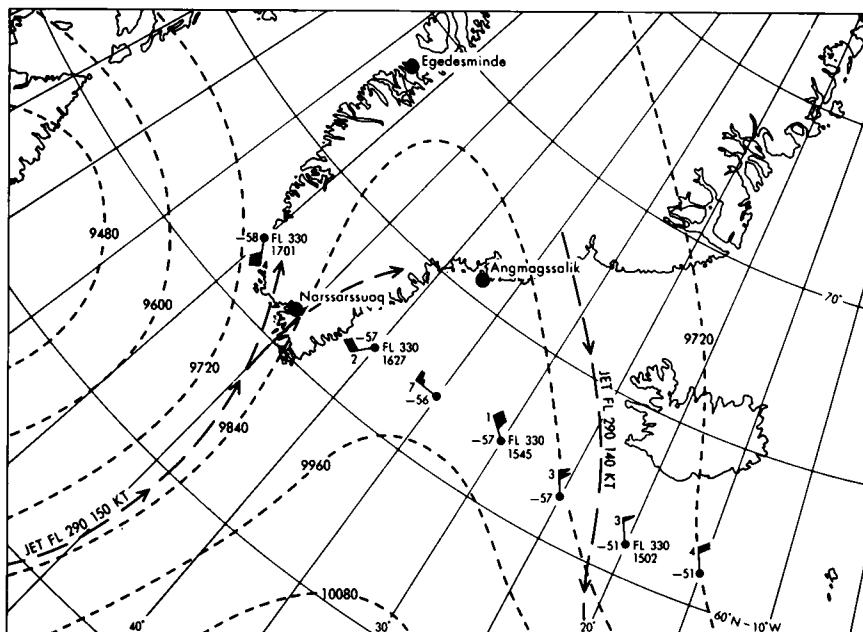 Egedesminde
9480
-58
FL 330
1701
Angmagssalik
9600
Narssarssuaq
70°
9720
-57
FL 330
1627
2
9720
7
-56
9840
1
-57
FL 330
1545
JET FL 290 140 KT
9960
3
-57
3
JET FL 290 150 KT
-51
FL 330
1502
4
-51
10080
40°
30°
20°
60°N-10°W